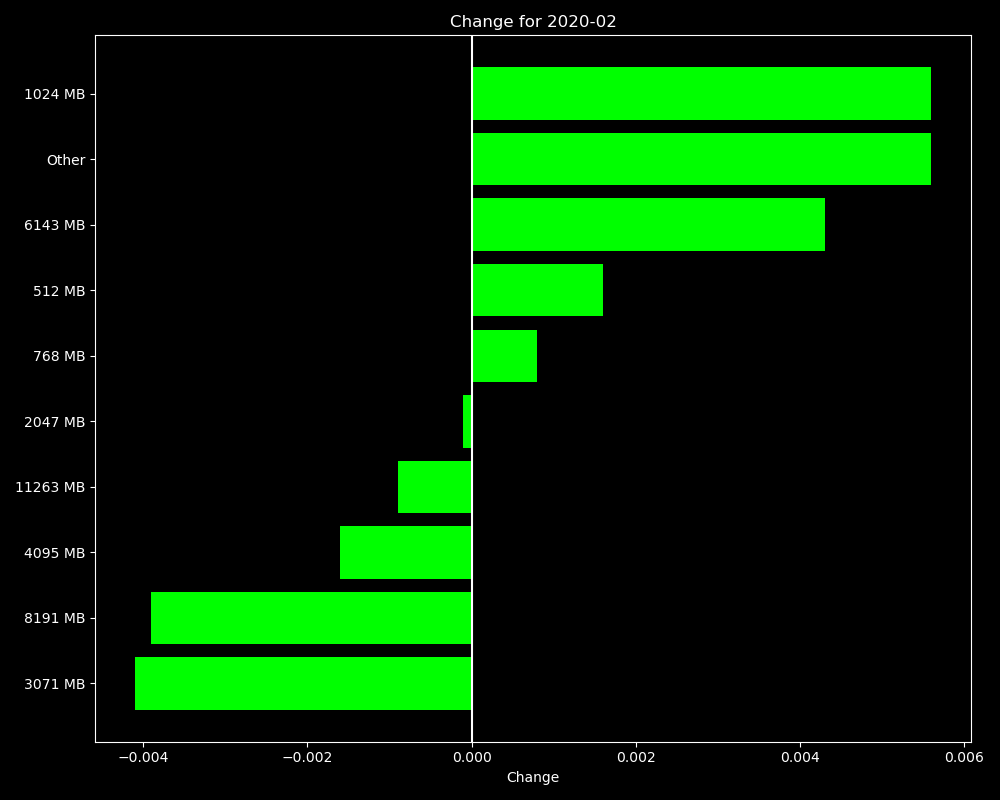 Change for 2020-02
1024 MB
Other
6143 MB
512 MB
768 MB
2047 MB
11263 MB
4095 MB
8191 MB
3071 MB
−0.004 −0.002 0.000 0.002 0.004 0.006
Change